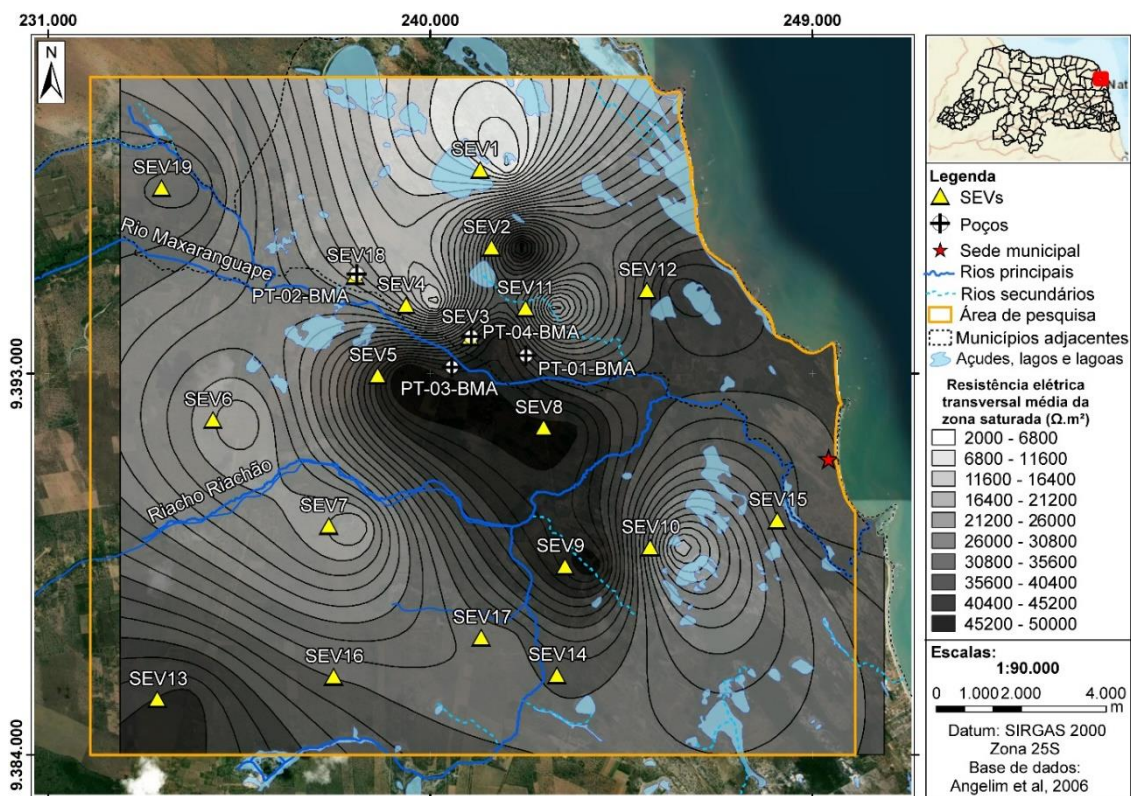 231.000
240.000
249.000
N
SEV1
SEV19
SEV2
Rio Maxaranguape
SEV18
SEV12
SEV4
SEV11
PT-02-BMA
SEV3
PT-04-BMA
9.393.000
SEV5
PT-01-BMA
PT-03-BMA
SEV6
SEV8
Riacho Riachão
SEV7
SEV15
SEV10
SEV9
SEV17
SEV16
SEV14
SEV13
9.384.000
Nat
Legenda
SEVs
Poços
Sede municipal
Rios principais
Rios secundários
Área de pesquisa
Municípios adjacentes
Açudes, lagos e lagoas
Resistência elétrica
transversal média da
zona saturada (Ω.m²)
2000 - 6800
6800 - 11600
11600 - 16400
16400 - 21200
21200 - 26000
26000 - 30800
30800 - 35600
35600 - 40400
40400 - 45200
45200 - 50000
Escalas:
1:90.000
0 1.000 2.000 4.000
m
Datum: SIRGAS 2000
Zona 25S
Base de dados:
Angelim et al, 2006